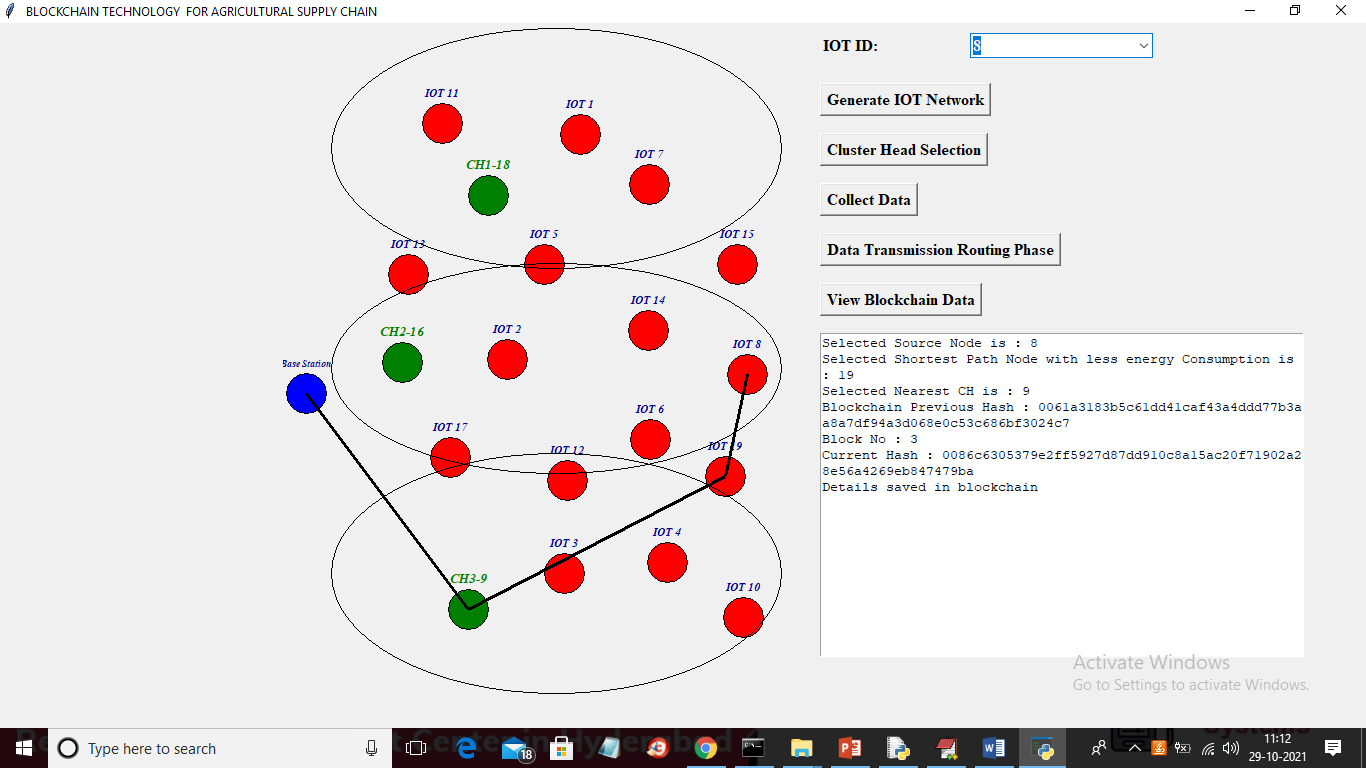 BLOCKCHAIN TECHNOLOGY  FOR AGRICULTURAL SUPPLY CHAIN
IOT 11
IOT 1
IOT 7
CH1-18
IOT 13
IOT 5
IOT 15
IOT 14
CH2-16
IOT 2
IOT 8
Base Station
IOT 6
IOT 17
IOT 12
IOT 19
IOT 3
IOT 4
CH3-9
IOT 10
IOT ID:
8
Generate IOT Network
Cluster Head Selection
Collect Data
Data Transmission Routing Phase
View Blockchain Data
Selected Source Node is : 8
Selected Shortest Path Node with less energy Consumption is
: 19
Selected Nearest CH is : 9
Blockchain Previous Hash : 0061a3183b5c61dd41caf43a4ddd77b3a
a8a7df94a3d068e0c53c686bf3024c7
Block No : 3
Current Hash : 0086c6305379e2ff5927d87dd910c8a15ac20f71902a2
8e56a4269eb847479ba
Details saved in blockchain
Activate Windows
Go to Settings to activate Windows.
Type here to search
18
11:12
29-10-2021